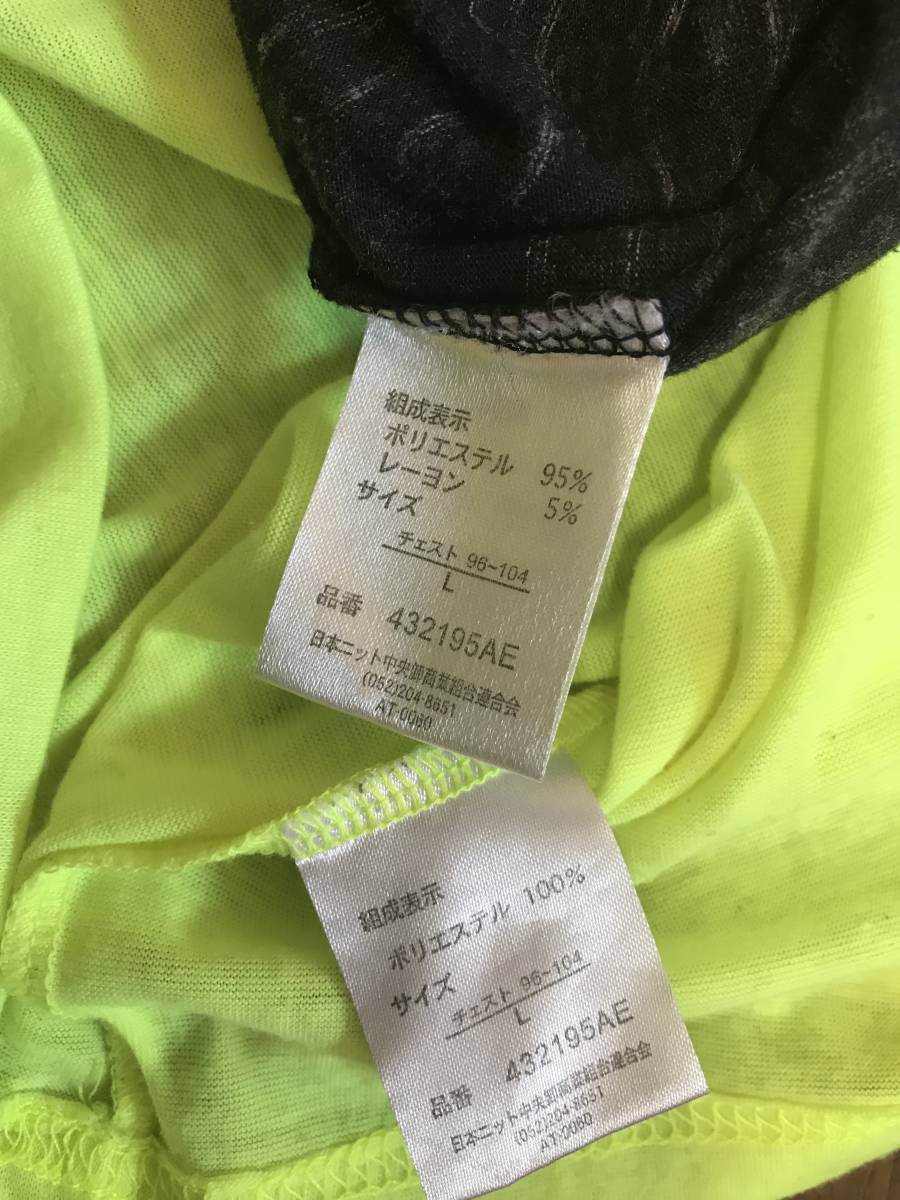 組成表示
ポリエステル 95%
レーヨン 5%
サイズ
チェスト 96~104
L
品番 432195AE
日本ニット中央卸商業組合連合会
(052)204-8651
AT-0060
組成表示
ポリエステル 100%
サイズ
チェスト 96~104
L
品番 432195AE
日本ニット中央卸商業組合連合会
(052)204-8651
AT-0060